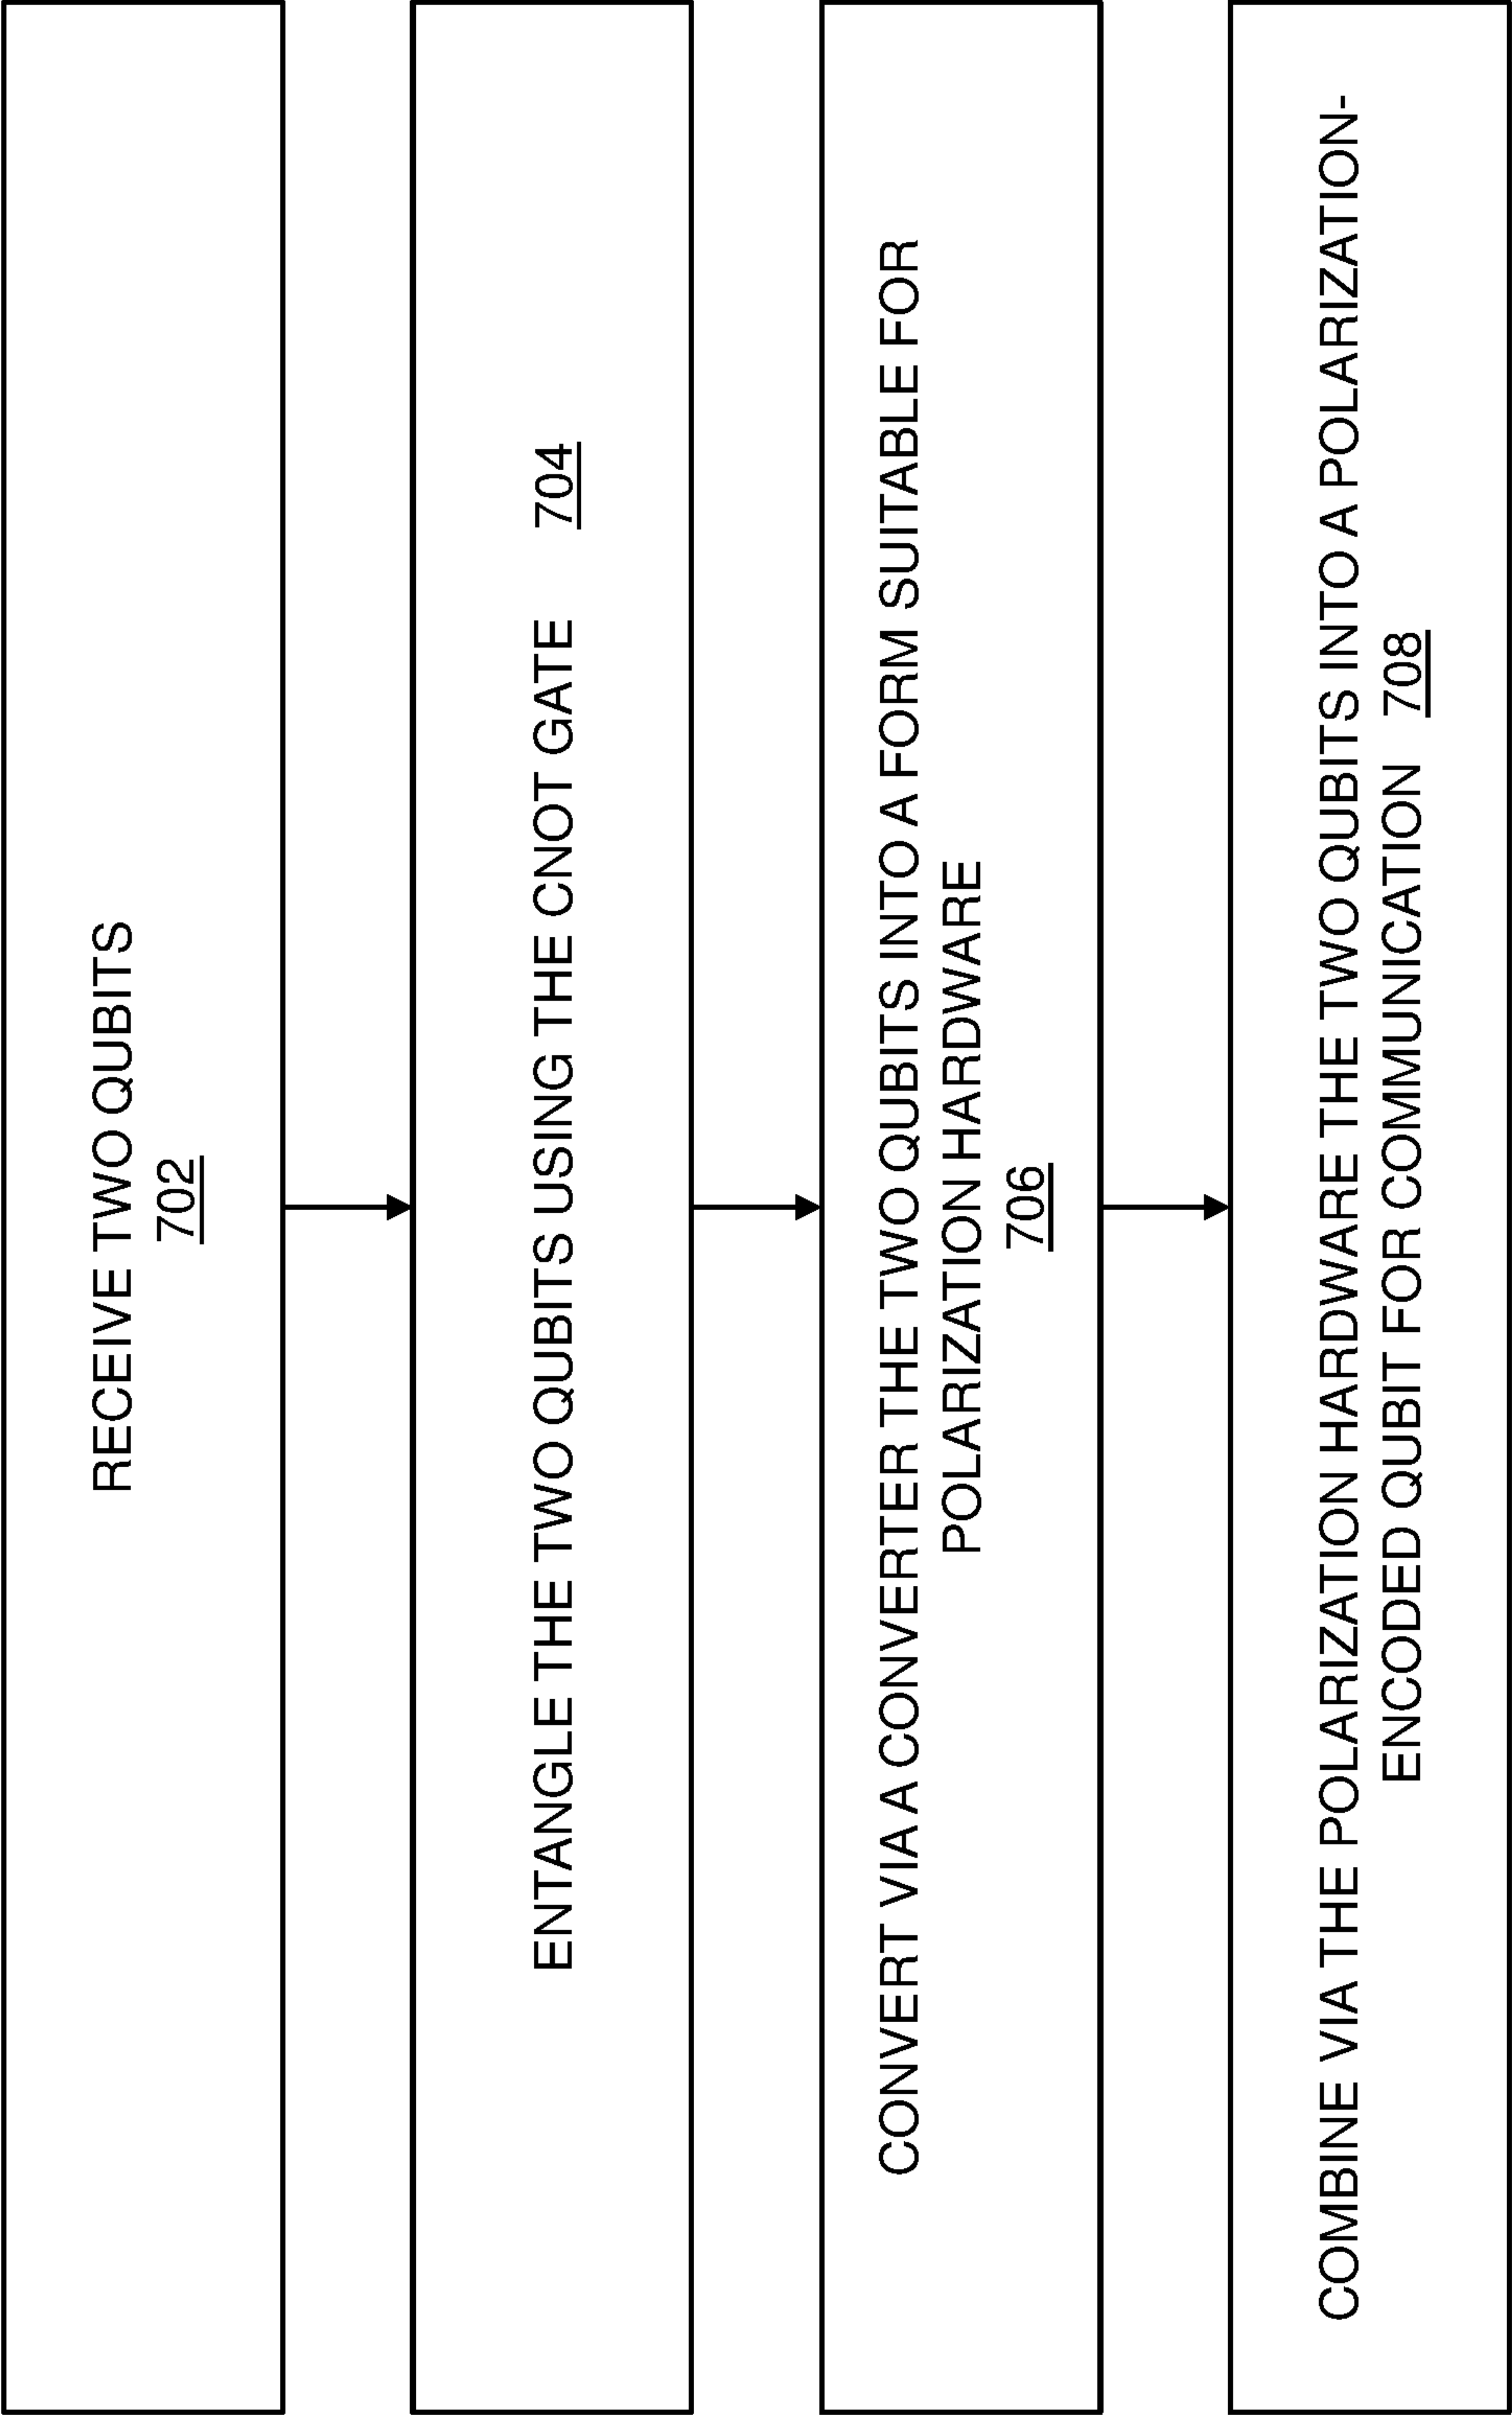 RECEIVE TWO QUBITS
702
ENTANGLE THE TWO QUBITS USING THE CNOT GATE 704
CONVERT VIA A CONVERTER THE TWO QUBITS INTO A FORM SUITABLE FOR
POLARIZATION HARDWARE
706
COMBINE VIA THE POLARIZATION HARDWARE THE TWO QUBITS INTO A POLARIZATION-
ENCODED QUBIT FOR COMMUNICATION 708